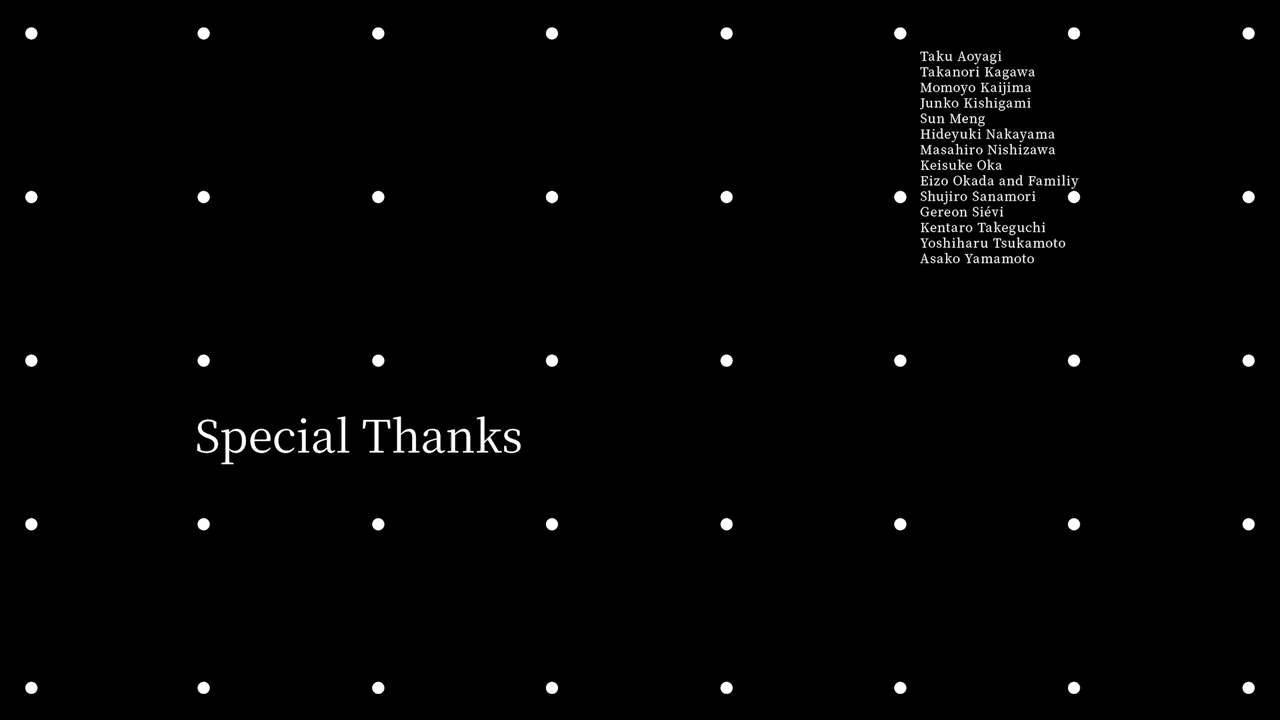 Special Thanks
Taku Aoyagi
Takanori Kagawa
Momoyo Kaijima
Junko Kishigami
Sun Meng
Hideyuki Nakayama
Masahiro Nishizawa
Keisuke Oka
Eizo Okada and Familiy
Shujiro Sanamori
Gereon Siévi
Kentaro Takeguchi
Yoshiharu Tsukamoto
Asako Yamamoto